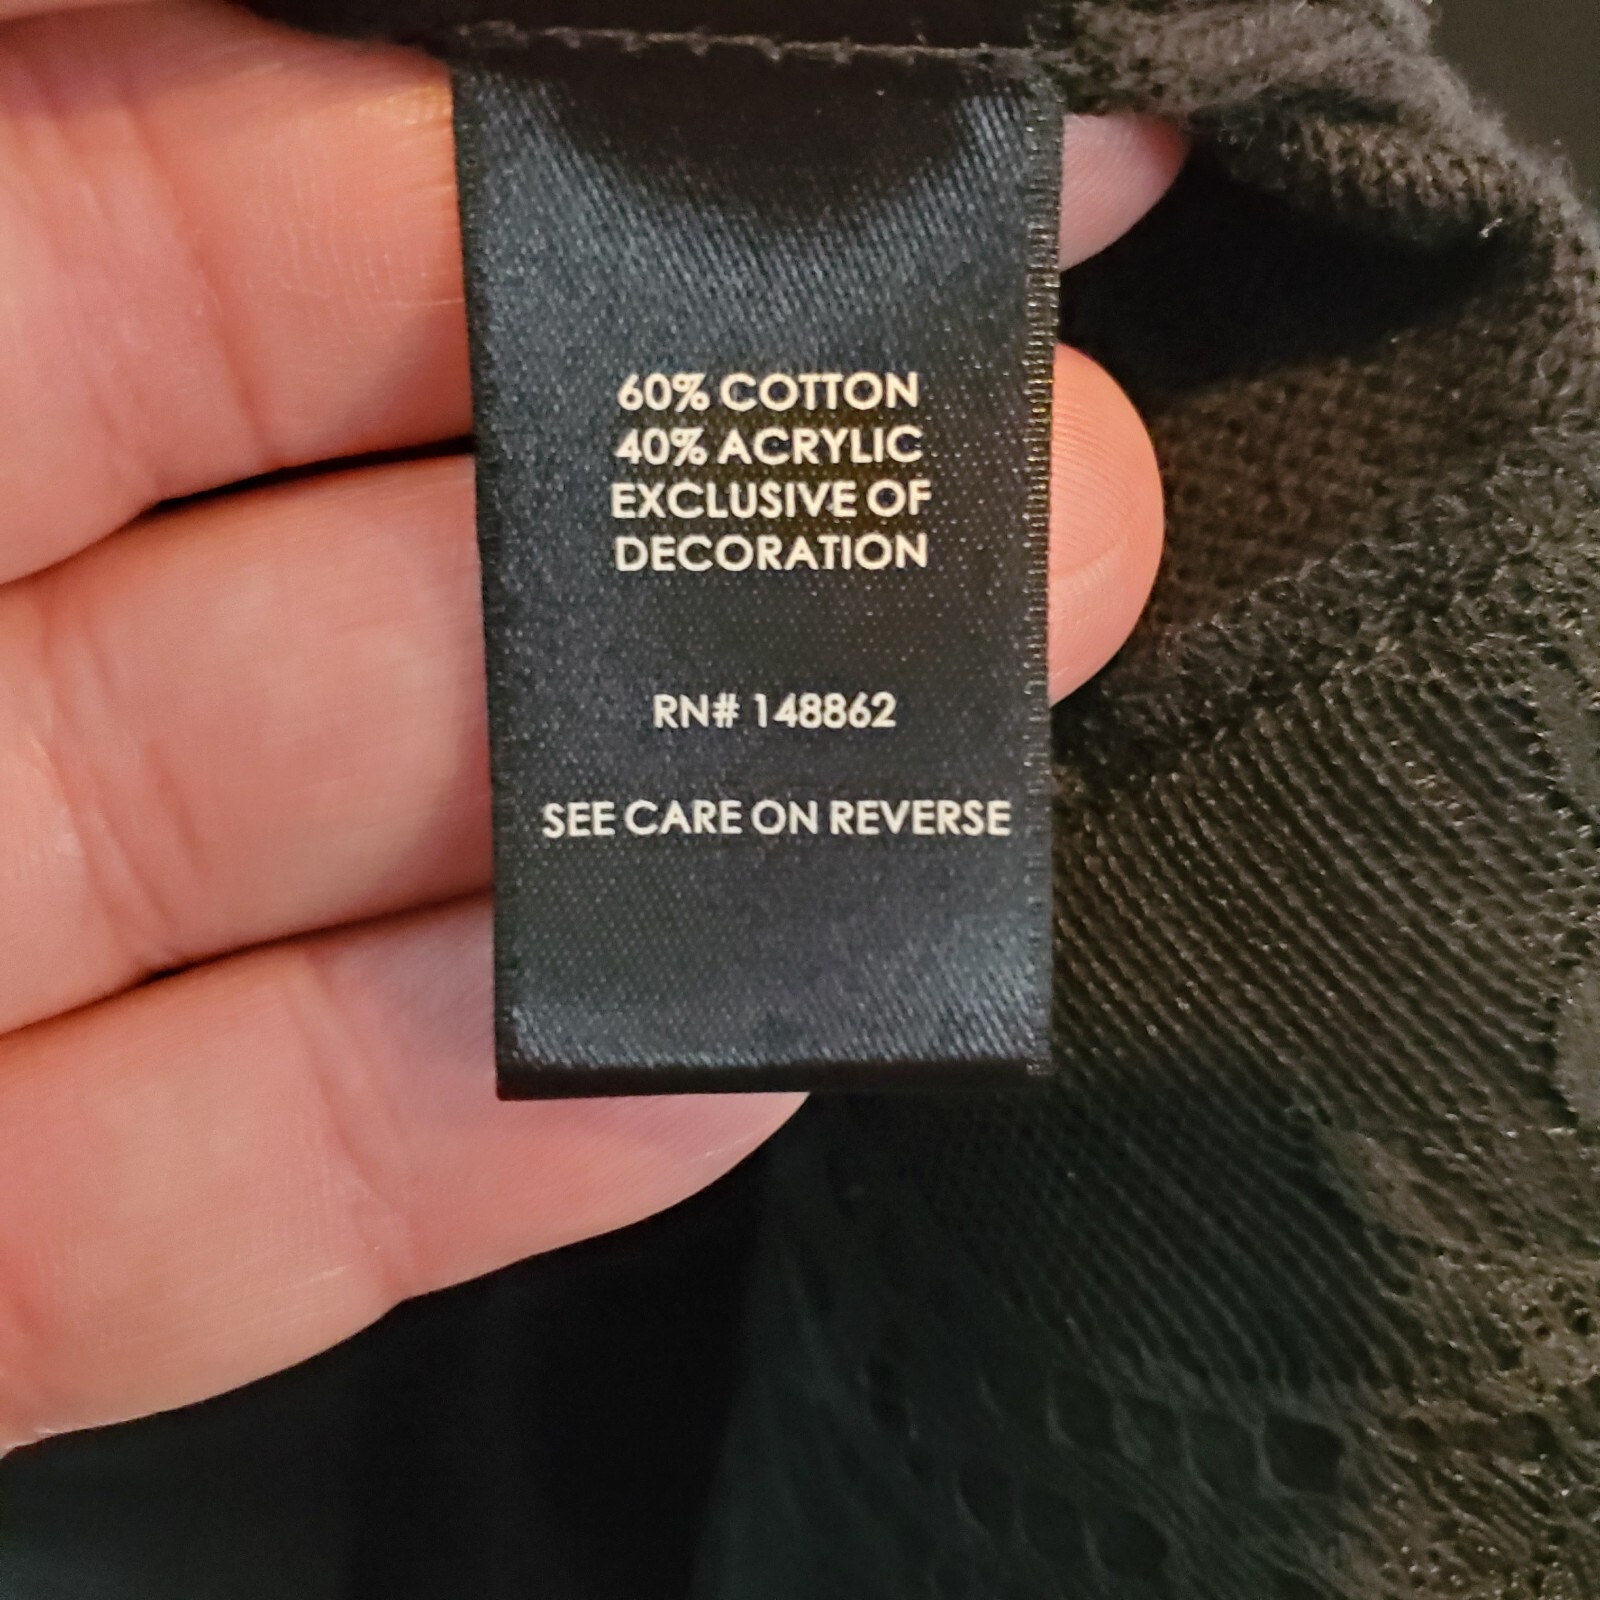 60% COTTON
40% ACRYLIC
EXCLUSIVE OF
DECORATION
RN# 148862
SEE CARE ON REVERSE